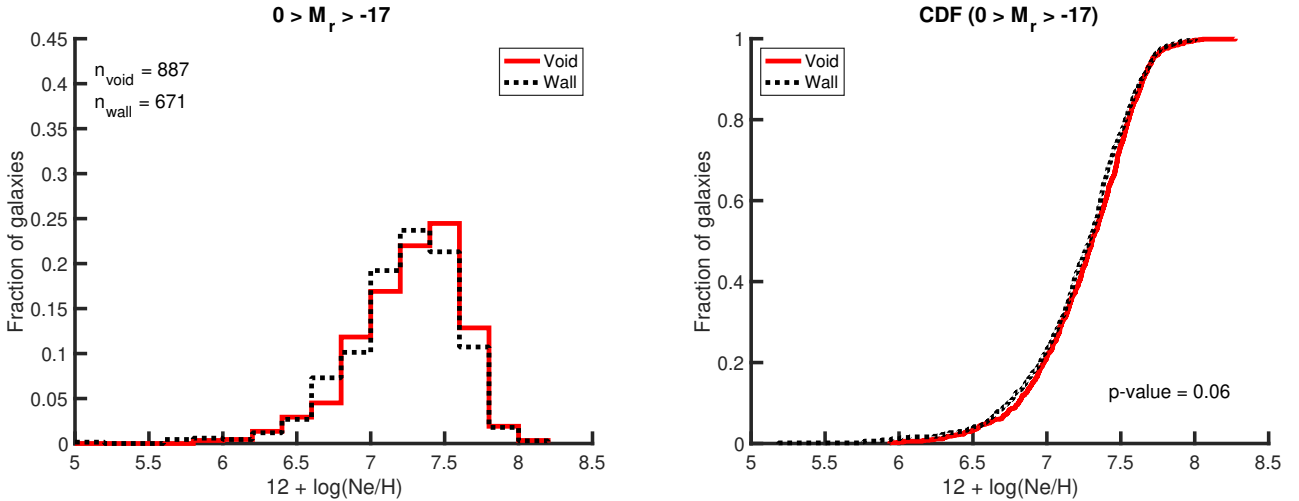 0 > M_r > -17
0.45
0.4
0.35
0.3
0.25
0.2
0.15
0.1
0.05
0
Fraction of galaxies
n_void = 887
n_wall = 671
Void
Wall
5 5.5 6 6.5 7 7.5 8 8.5
12 + log(Ne/H)
CDF (0 > M_r > -17)
1
0.8
0.6
0.4
0.2
0
Fraction of galaxies
Void
Wall
p-value = 0.06
5 5.5 6 6.5 7 7.5 8 8.5
12 + log(Ne/H)